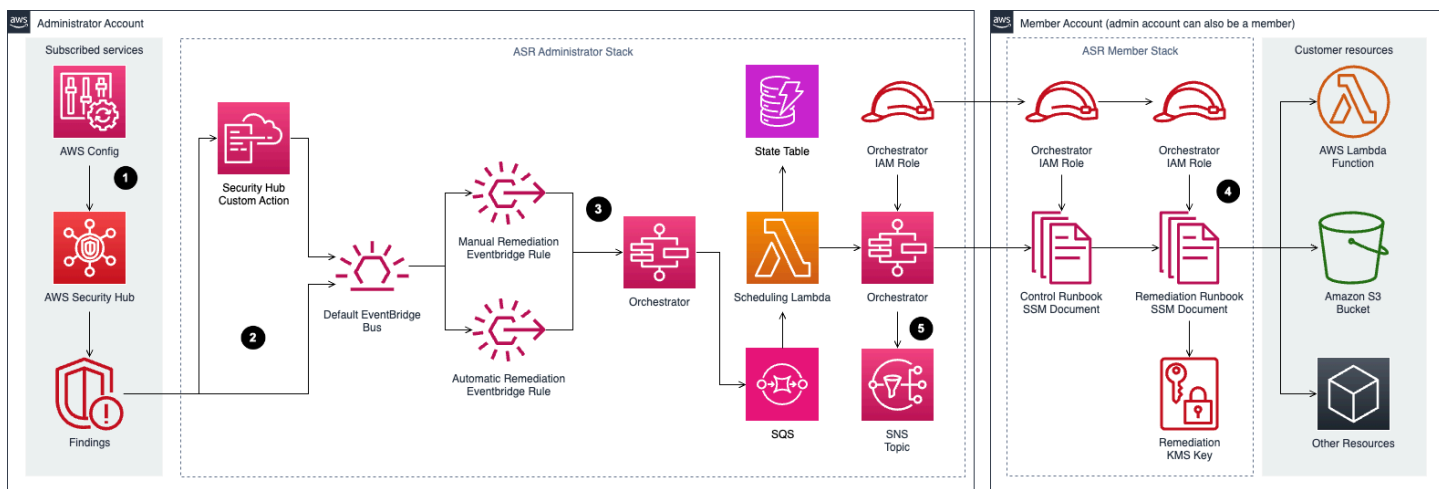 aws
Administrator Account
Subscribed services
AWS Config
1
AWS Security Hub
Findings
ASR Administrator Stack
Security Hub
Custom Action
2
Default EventBridge
Bus
Manual Remediation
Eventbridge Rule
Automatic Remediation
Eventbridge Rule
3
Orchestrator
State Table
Scheduling Lambda
SQS
Orchestrator
IAM Role
Orchestrator
5
SNS
Topic
aws
Member Account (admin account can also be a member)
ASR Member Stack
Orchestrator
IAM Role
Control Runbook
SSM Document
Orchestrator
IAM Role
4
Remediation Runbook
SSM Document
Remediation
KMS Key
Customer resources
AWS Lambda
Function
Amazon S3
Bucket
Other Resources